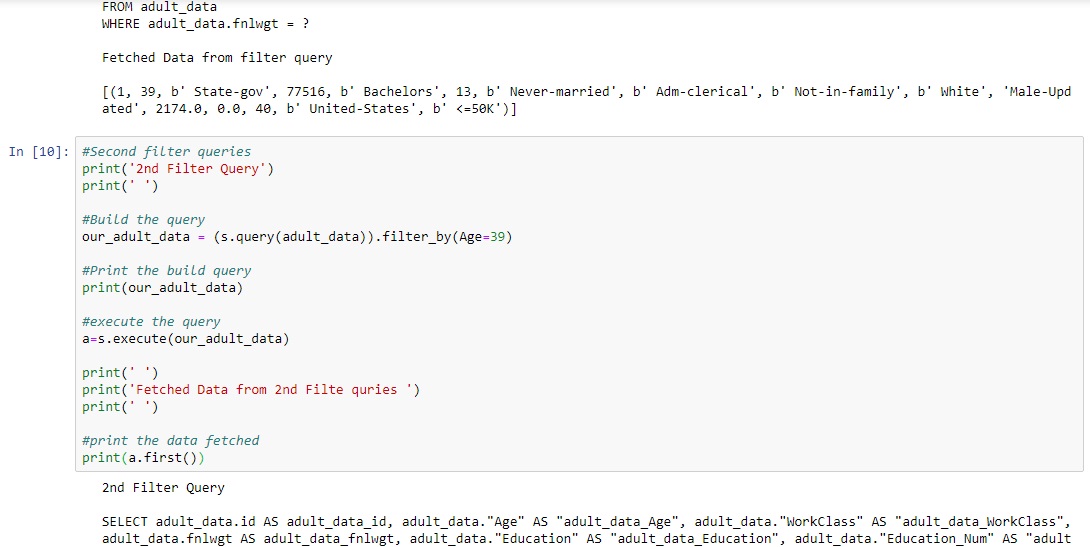 FROM adult_data
WHERE adult_data.fnlwgt = ?
Fetched Data from filter query
[(1, 39, b' State-gov', 77516, b' Bachelors', 13, b' Never-married', b' Adm-clerical', b' Not-in-family', b' White', 'Male-Upd
ated', 2174.0, 0.0, 40, b' United-States', b' <=50K')]
In [10]: #Second filter queries
print('2nd Filter Query')
print(' ')
#Build the query
our_adult_data = (s.query(adult_data)).filter_by(Age=39)
#Print the build query
print(our_adult_data)
#execute the query
a=s.execute(our_adult_data)
print(' ')
print('Fetched Data from 2nd Filte quries ')
print(' ')
#print the data fetched
print(a.first())
2nd Filter Query
SELECT adult_data.id AS adult_data_id, adult_data."Age" AS "adult_data_Age", adult_data."WorkClass" AS "adult_data_WorkClass",
adult_data.fnlwgt AS adult_data_fnlwgt, adult_data."Education" AS "adult_data_Education", adult_data."Education_Num" AS "adult